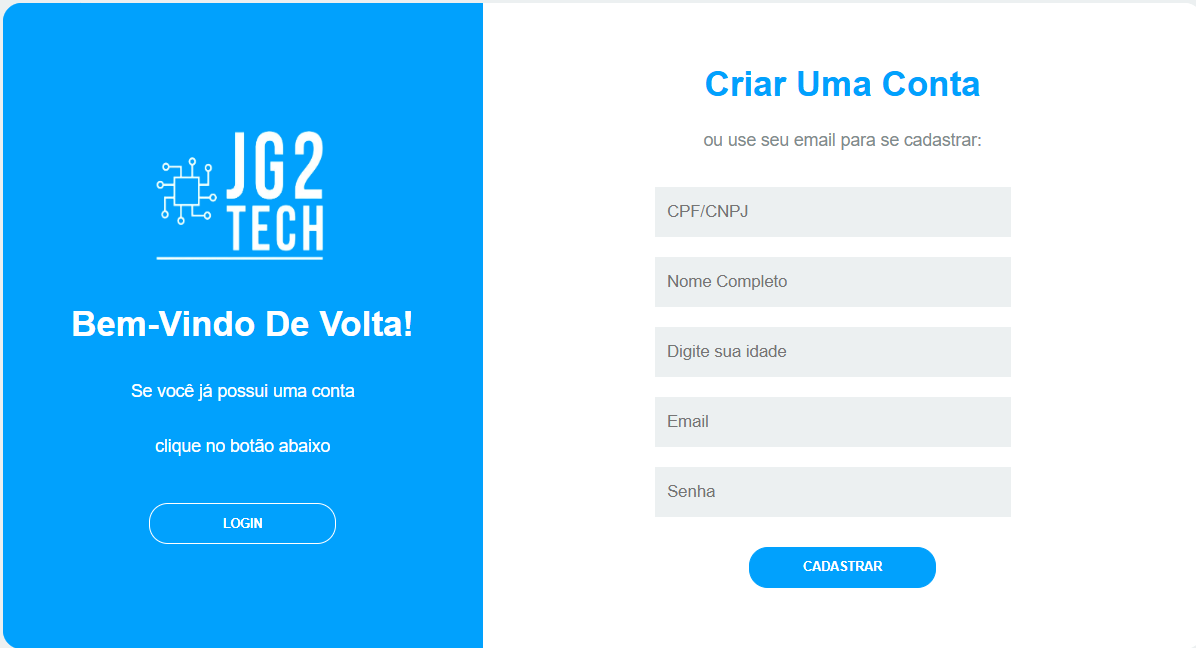 JG2
TECH
Bem-Vindo De Volta!
Se você já possui uma conta
clique no botão abaixo
LOGIN
Criar Uma Conta
ou use seu email para se cadastrar:
CPF/CNPJ
Nome Completo
Digite sua idade
Email
Senha
CADASTRAR